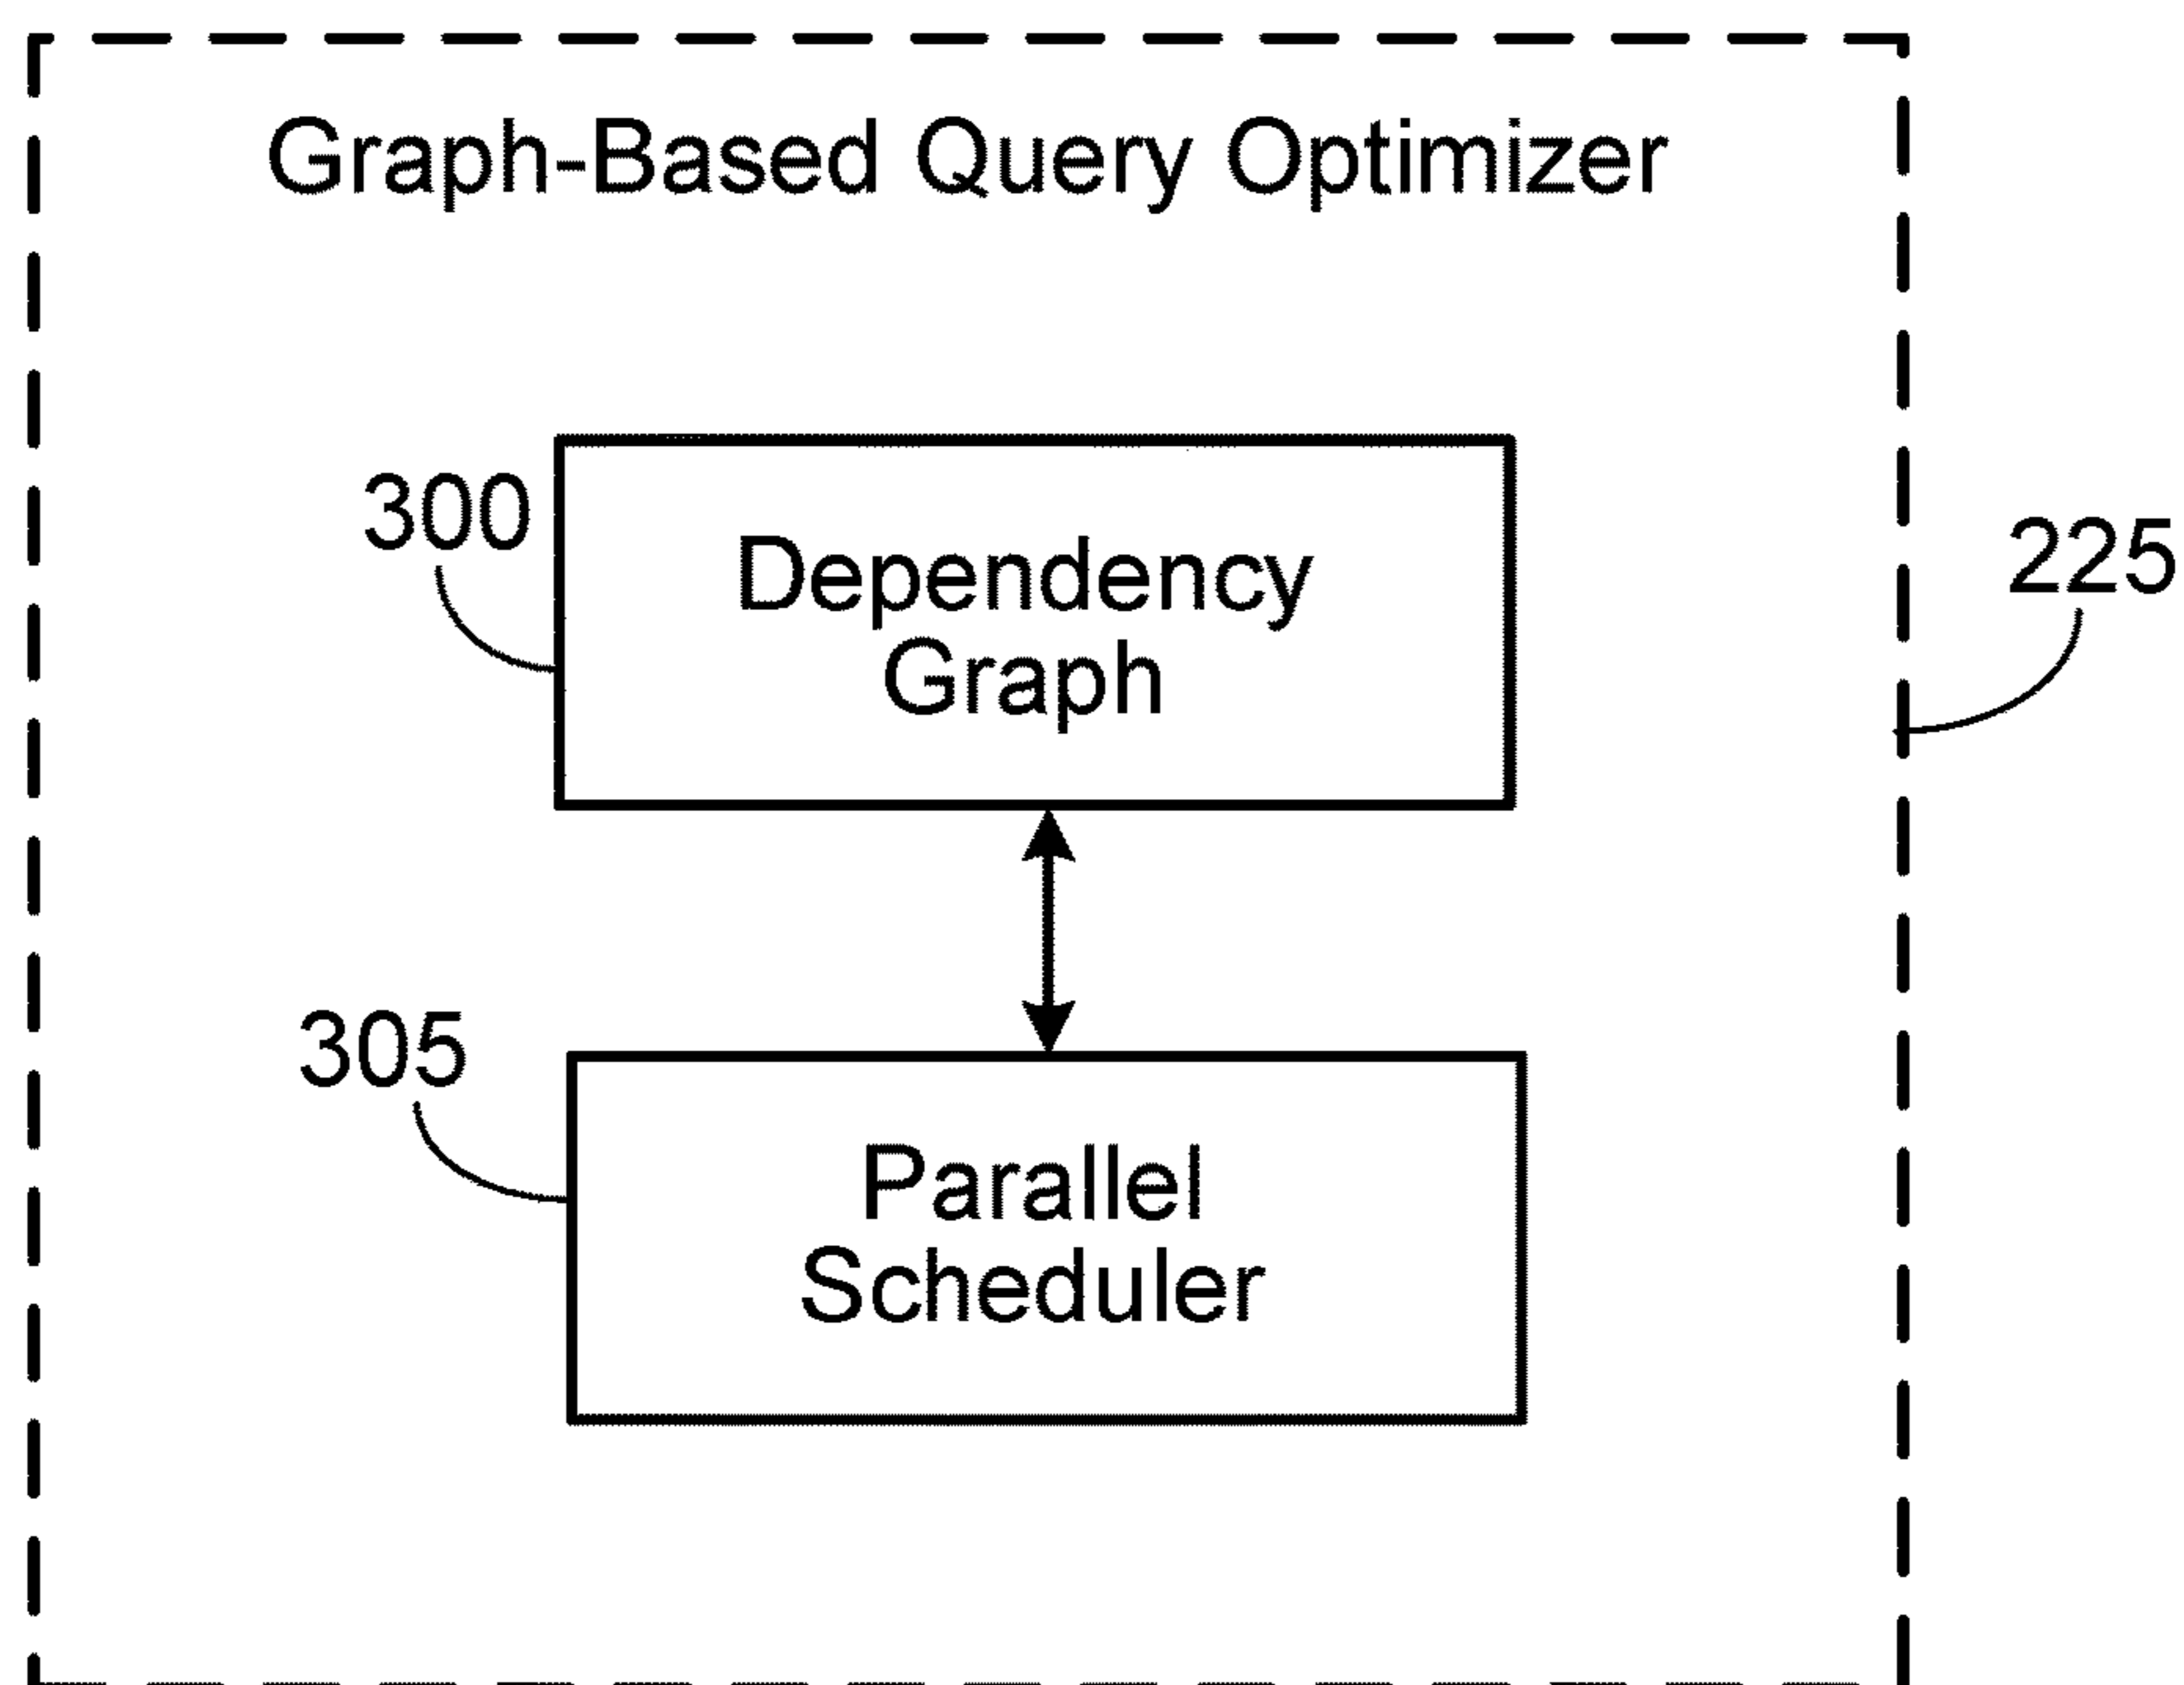 Graph-Based Query Optimizer
300
Dependency
Graph
225
305
Parallel
Scheduler